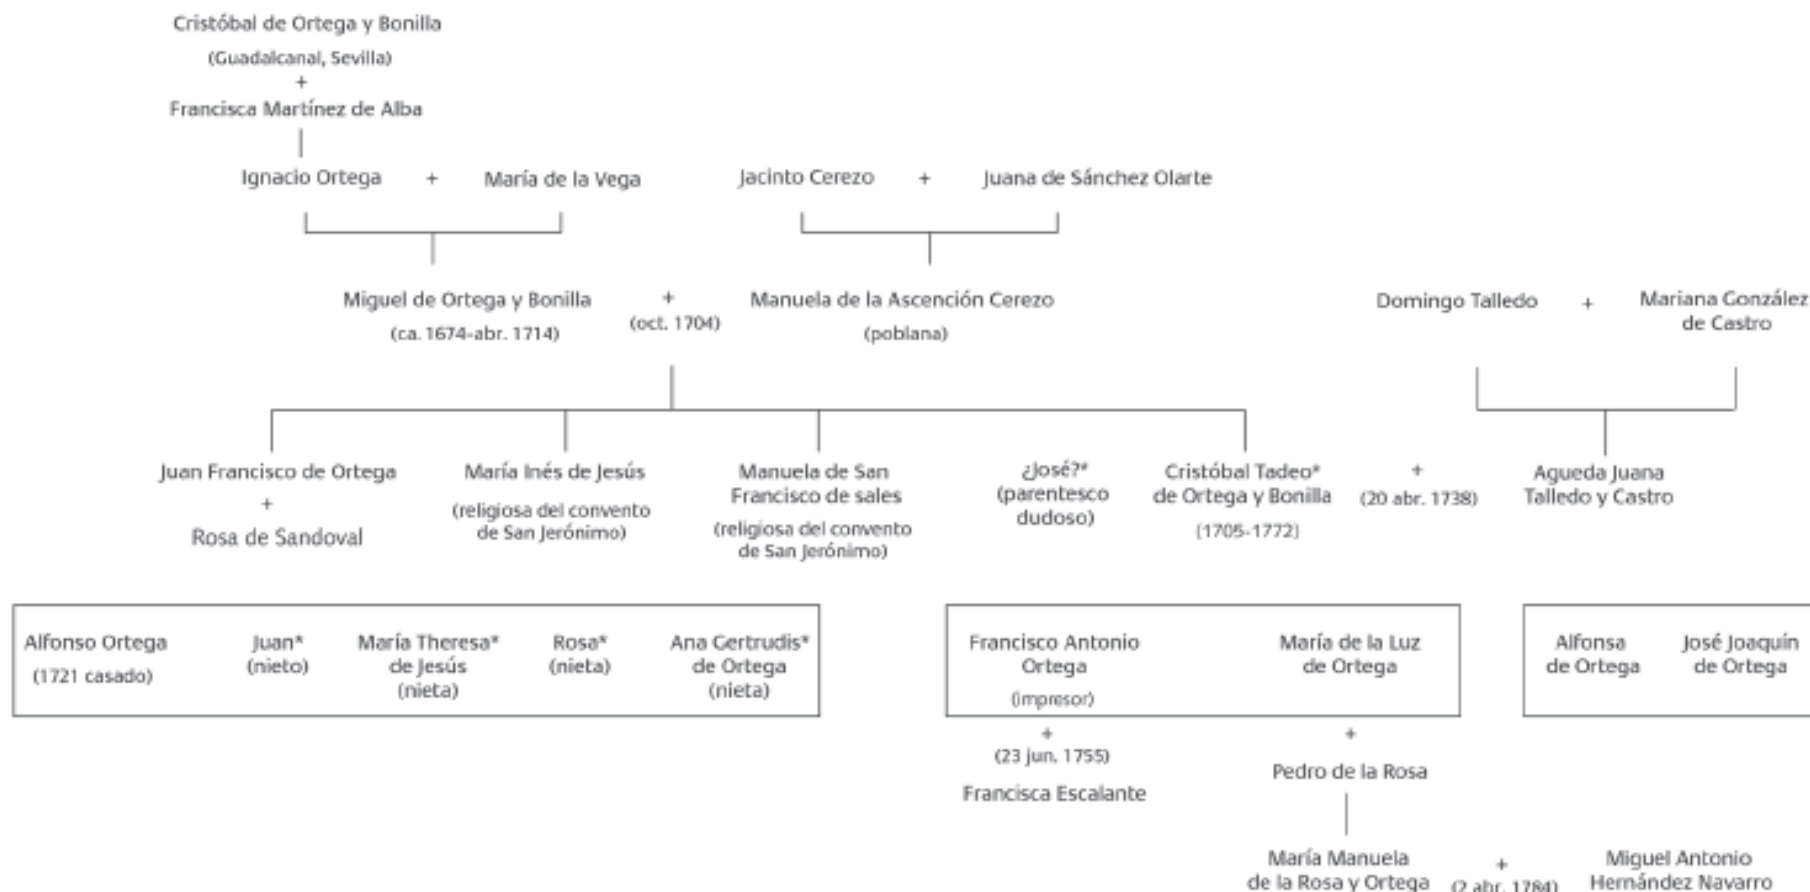 Cristóbal de Ortega y Bonilla
(Guadalcanal, Sevilla)
+
Francisca Martínez de Alba
Ignacio Ortega + María de la Vega
Jacinto Cerezo + Juana de Sánchez Olarte
Miguel de Ortega y Bonilla
(ca. 1674-abr. 1714)
+
(oct. 1704)
Manuela de la Ascención Cerezo
(poblana)
Domingo Talledo + Mariana González
de Castro
Juan Francisco de Ortega
+
Rosa de Sandoval
María Inés de Jesús
(religiosa del convento
de San Jerónimo)
Manuela de San
Francisco de sales
(religiosa del convento
de San Jerónimo)
¿José?*
(parentesco
dudoso)
Cristóbal Tadeo*
de Ortega y Bonilla
(1705-1772)
+
(20 abr. 1738)
Agueda Juana
Talledo y Castro
Alfonso Ortega
(1721 casado)
Juan*
(nieto)
María Theresa*
de Jesús
(nieta)
Rosa*
(nieta)
Ana Gertrudis*
de Ortega
(nieta)
Francisco Antonio
Ortega
(impresor)
+
(23 jun. 1755)
Francisca Escalante
María de la Luz
de Ortega
+
Pedro de la Rosa
Alfonsa
de Ortega
José Joaquín
de Ortega
María Manuela
de la Rosa y Ortega
+
(2 abr. 1784)
Miguel Antonio
Hernández Navarro